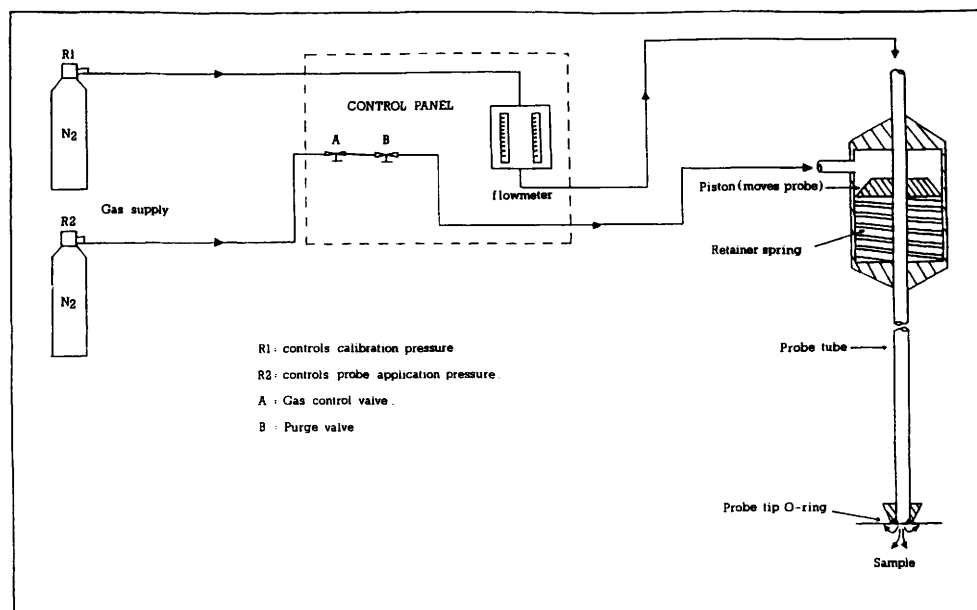 R1
N2
CONTROL PANEL
A
B
flowmeter
Gas supply
R2
N2
Piston (moves probe)
Retainer spring
Probe tube
R1 : controls calibration pressure
R2 : controls probe application pressure.
A : Gas control valve.
B : Purge valve
Probe tip O-ring
Sample